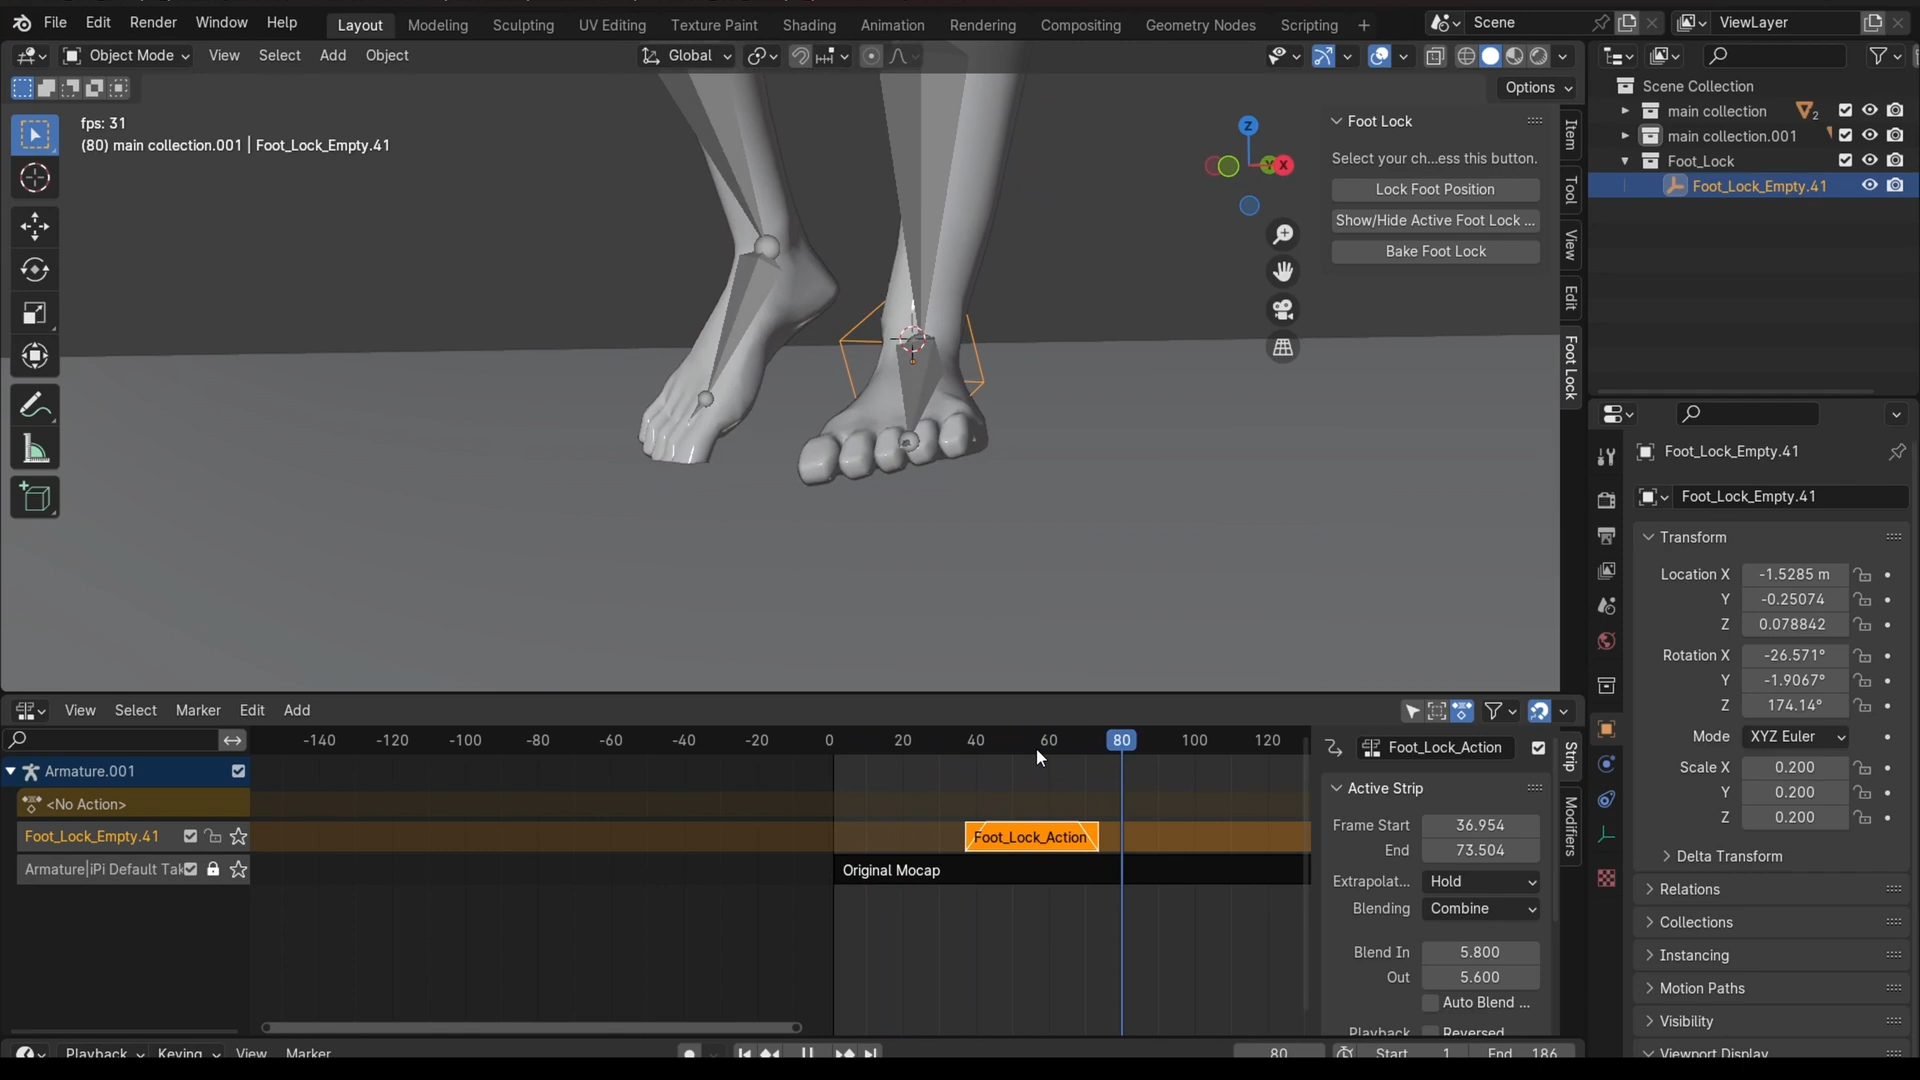 File Edit Render Window Help Layout Modeling Sculpting UV Editing Texture Paint Shading Animation Rendering Compositing Geometry Nodes Scripting + Scene ViewLayer
Object Mode View Select Add Object Global
Options
fps: 31
(80) main collection.001 | Foot_Lock_Empty.41
Z
Y
X
Foot Lock
Select your ch...ess this button.
Lock Foot Position
Show/Hide Active Foot Lock ...
Bake Foot Lock
Item
Tool
View
Edit
Foot Lock
Scene Collection
main collection 2
main collection.001
Foot_Lock
Foot_Lock_Empty.41
Foot_Lock_Empty.41
Foot_Lock_Empty.41
Transform
Location X -1.5285 m
Y -0.25074
Z 0.078842
Rotation X -26.571°
Y -1.9067°
Z 174.14°
Mode XYZ Euler
Scale X 0.200
Y 0.200
Z 0.200
Delta Transform
Relations
Collections
Instancing
Motion Paths
Visibility
Viewport Display
View Select Marker Edit Add
-140 -120 -100 -80 -60 -40 -20 0 20 40 60 80 100 120
Armature.001
<No Action>
Foot_Lock_Empty.41
Foot_Lock_Action
Armature|iPi Default Tak
Original Mocap
Foot_Lock_Action
Active Strip
Frame Start 36.954
End 73.504
Extrapolat... Hold
Blending Combine
Blend In 5.800
Out 5.600
Auto Blend ...
Playback Reversed
Strip
Modifiers
Playback Keying View Marker 80 Start 1 End 186